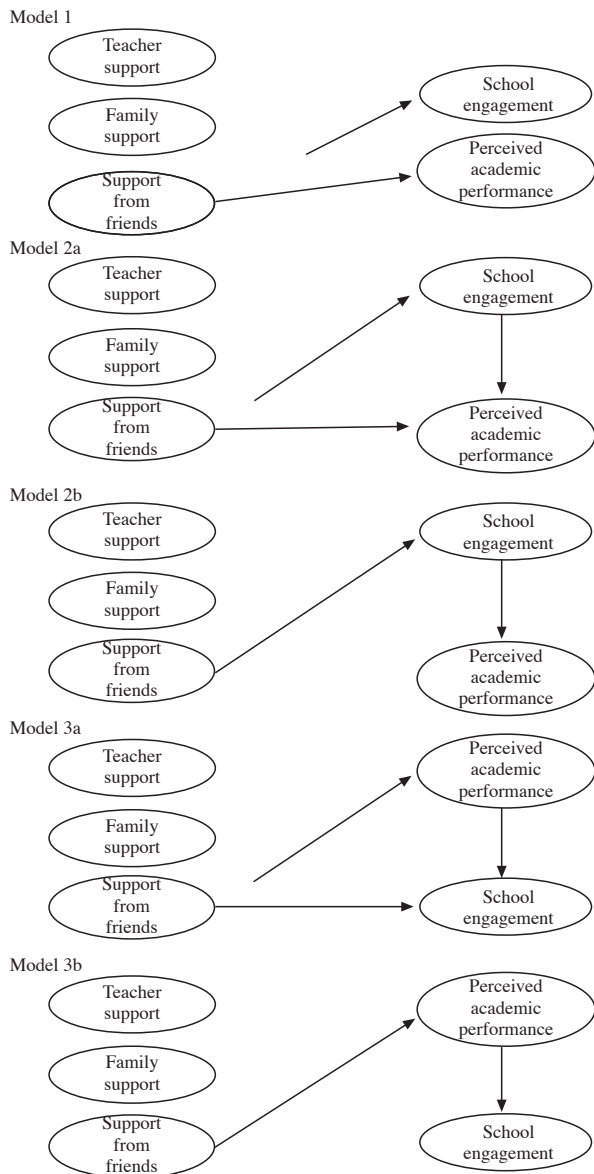 Model 1
Teacher
support
Family
support
Support
from
friends
School
engagement
Perceived
academic
performance
Model 2a
Teacher
support
Family
support
Support
from
friends
School
engagement
Perceived
academic
performance
Model 2b
Teacher
support
Family
support
Support
from
friends
School
engagement
Perceived
academic
performance
Model 3a
Teacher
support
Family
support
Support
from
friends
Perceived
academic
performance
School
engagement
Model 3b
Teacher
support
Family
support
Support
from
friends
Perceived
academic
performance
School
engagement